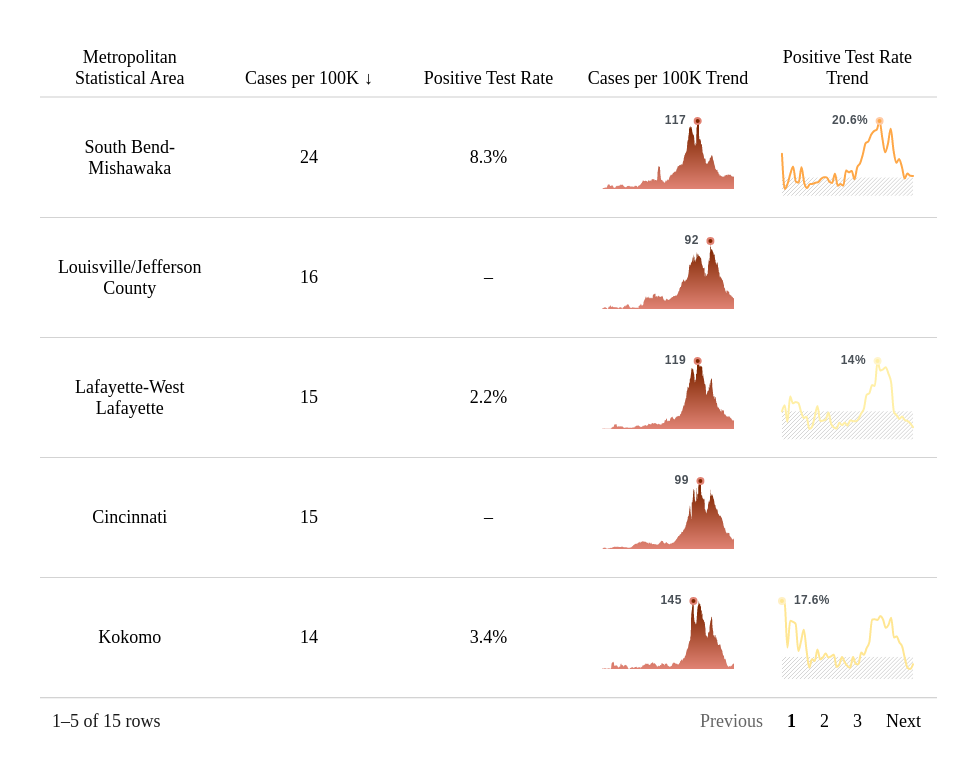 Metropolitan
Statistical Area
Cases per 100K ↓
Positive Test Rate
Cases per 100K Trend
Positive Test Rate
Trend
South Bend-
Mishawaka
24
8.3%
117
20.6%
Louisville/Jefferson
County
16
–
92
Lafayette-West
Lafayette
15
2.2%
119
14%
Cincinnati
15
–
99
Kokomo
14
3.4%
145
17.6%
1–5 of 15 rows
Previous 1 2 3 Next